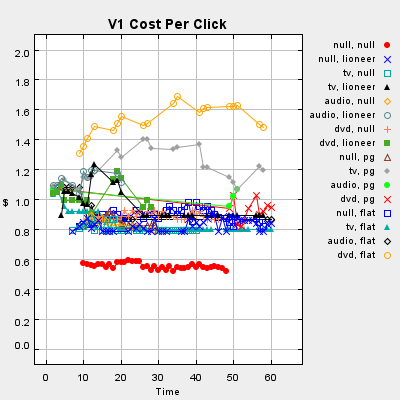 V1 Cost Per Click
2.0
1.8
1.6
1.4
1.2
1.0
0.8
0.6
0.4
0.2
0.0
$
0 10 20 30 40 50 60
Time
null, null
null, lioneer
tv, null
tv, lioneer
audio, null
audio, lioneer
dvd, null
dvd, lioneer
null, pg
tv, pg
audio, pg
dvd, pg
null, flat
tv, flat
audio, flat
dvd, flat